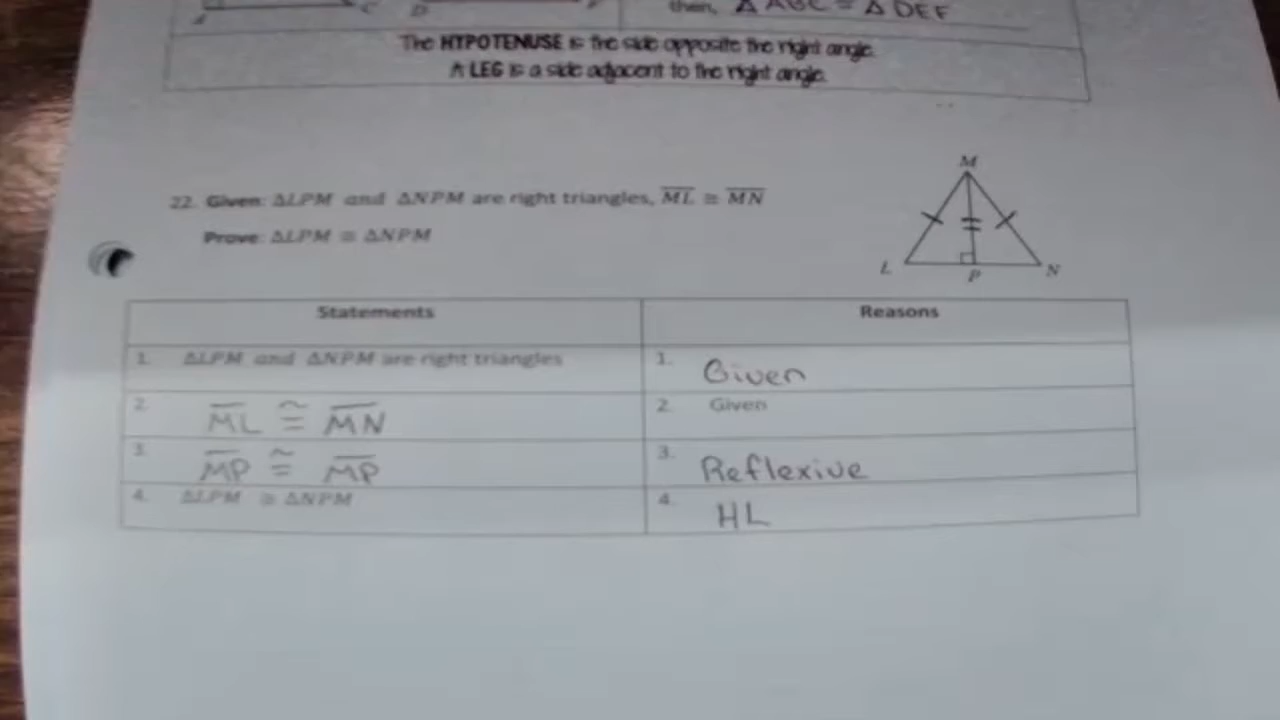 A C D F then, △ABC ≅ △DEF
The HYPOTENUSE is the side opposite the right angle.
A LEG is a side adjacent to the right angle.
22. Given: △LPM and △NPM are right triangles, ML ≅ MN
Prove: △LPM ≅ △NPM
M
L P N
Statements Reasons
1. △LPM and △NPM are right triangles 1. Given
2. ML ≅ MN 2. Given
3. MP ≅ MP 3. Reflexive
4. △LPM ≅ △NPM 4. HL